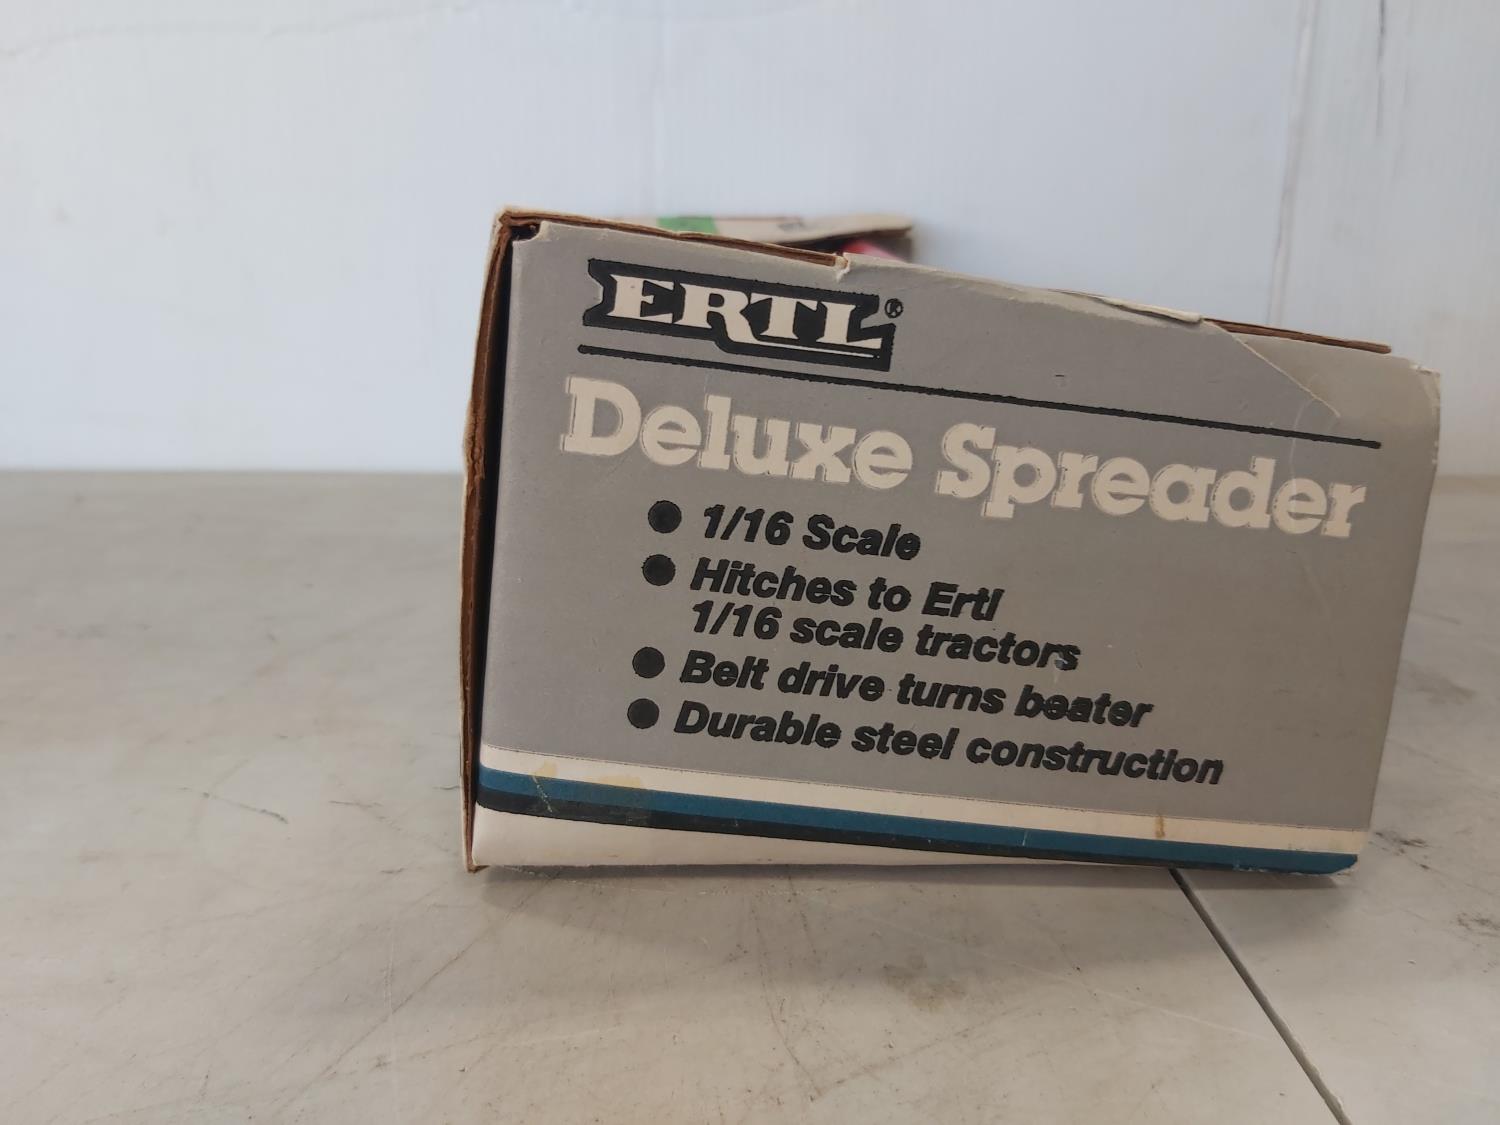 ERTL®
Deluxe Spreader
● 1/16 Scale
● Hitches to Ertl
1/16 scale tractors
● Belt drive turns beater
● Durable steel construction